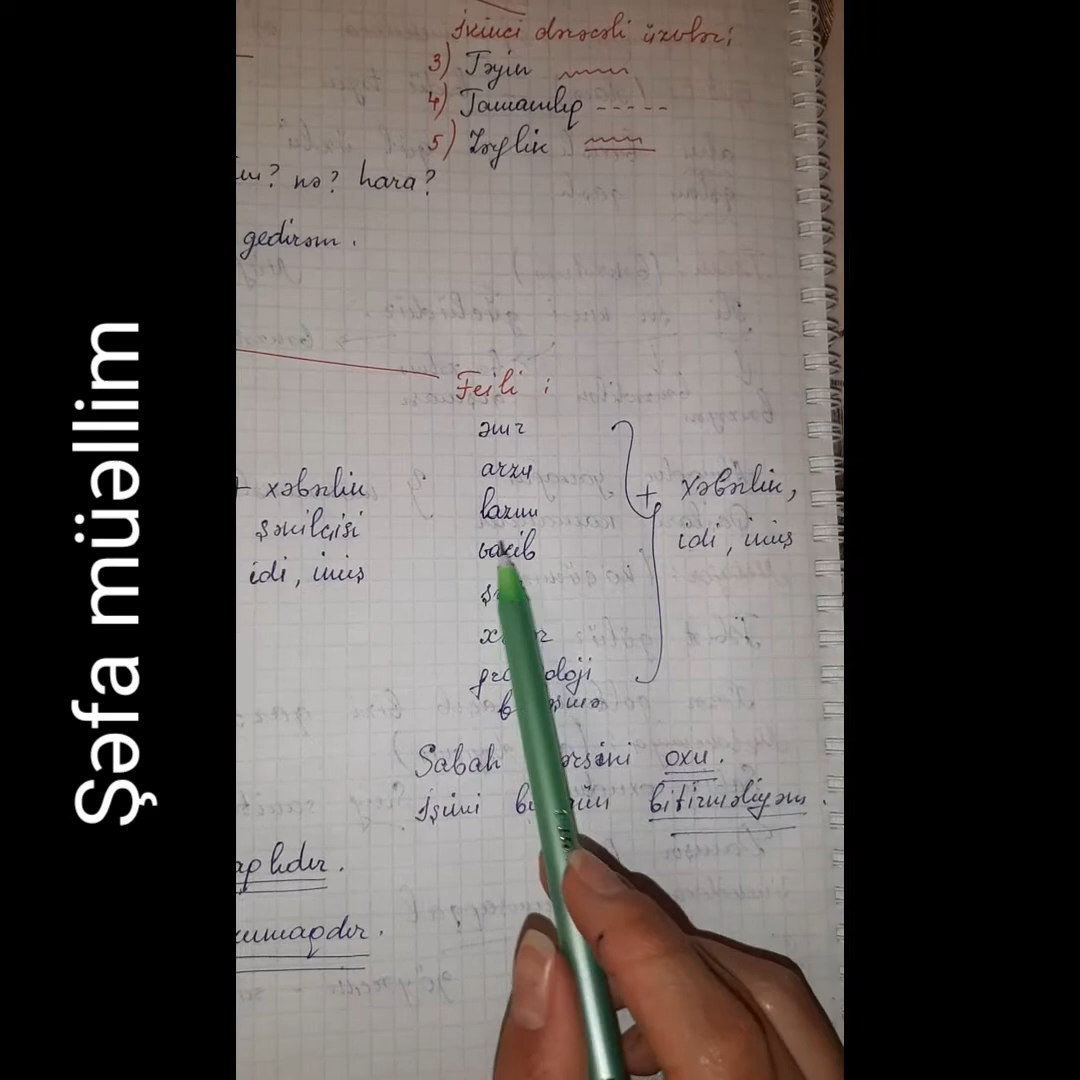 Şəfa müəllim
İkinci dərəcəli üzvlər:
3) Təyin
4) Tamamlıq
5) Zərflik
nə? hara?
gedirəm.
Feili :
əmr
arzu
lazım
vacib
xəbər
+ xəbərlik
şəkilçisi
idi, imiş
+ xəbərlik,
idi, imiş
Sabah oxu.
İşini bitirməliyəm.